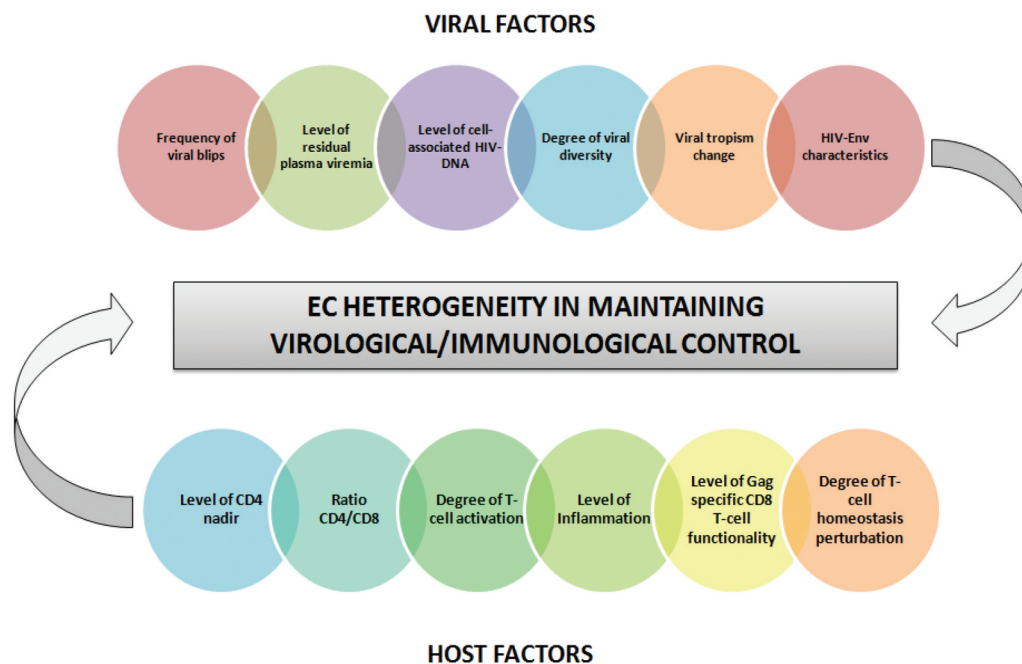 VIRAL FACTORS
Frequency of
viral blips
Level of
residual
plasma viremia
Level of cell-
associated HIV-
DNA
Degree of viral
diversity
Viral tropism
change
HIV-Env
characteristics
EC HETEROGENEITY IN MAINTAINING
VIROLOGICAL/IMMUNOLOGICAL CONTROL
Level of CD4
nadir
Ratio
CD4/CD8
Degree of T-
cell activation
Level of
Inflammation
Level of Gag
specific CD8
T-cell
functionality
Degree of T-
cell
homeostasis
perturbation
HOST FACTORS